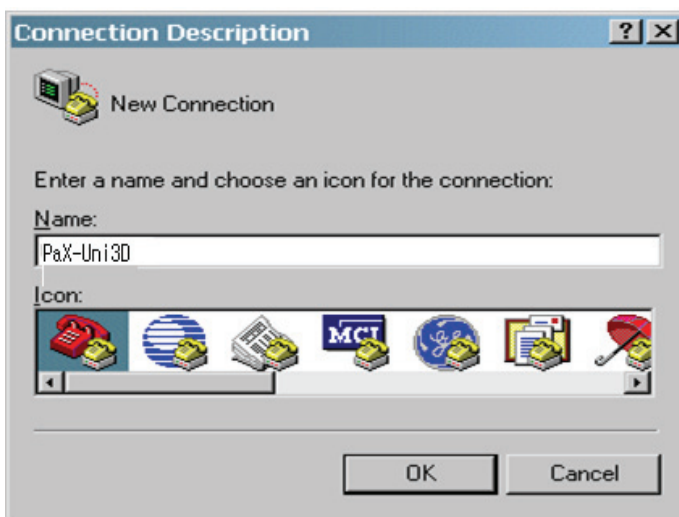 Connection Description
New Connection
Enter a name and choose an icon for the connection:
Name:
PaX-Uni3D
Icon:
MCI
OK Cancel